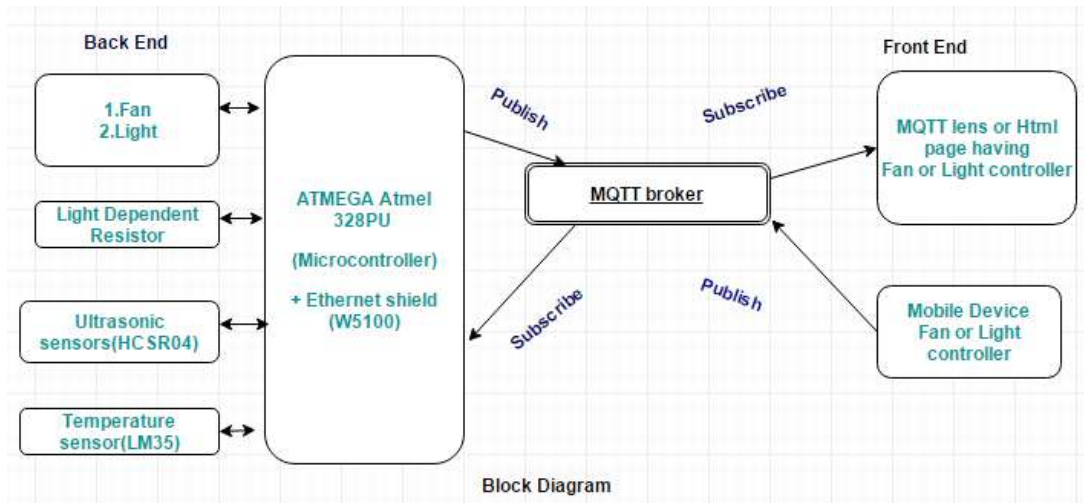 Back End
Front End
1.Fan
2.Light
Light Dependent
Resistor
Ultrasonic
sensors(HCSR04)
Temperature
sensor(LM35)
ATMEGA Atmel
328PU
(Microcontroller)
+ Ethernet shield
(W5100)
Publish
Subscribe
MQTT broker
Subscribe
Publish
MQTT lens or Html
page having
Fan or Light controller
Mobile Device
Fan or Light
controller
Block Diagram